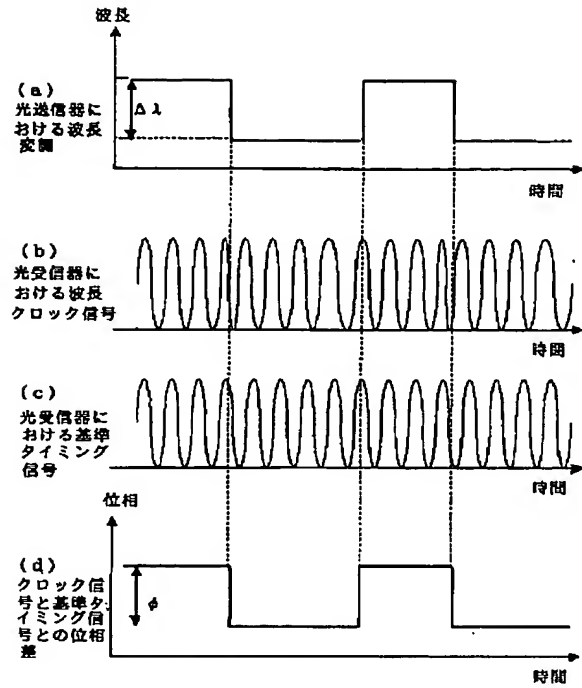 波長
(a)
光送信器に
おける波長
変調
Δλ
時間
(b)
光受信器に
おける波長
クロック信号
時間
(c)
光受信器に
おける基準
タイミング
信号
時間
位相
(d)
クロック信
号と基準タ
イミング信
号との位相
差
φ
時間